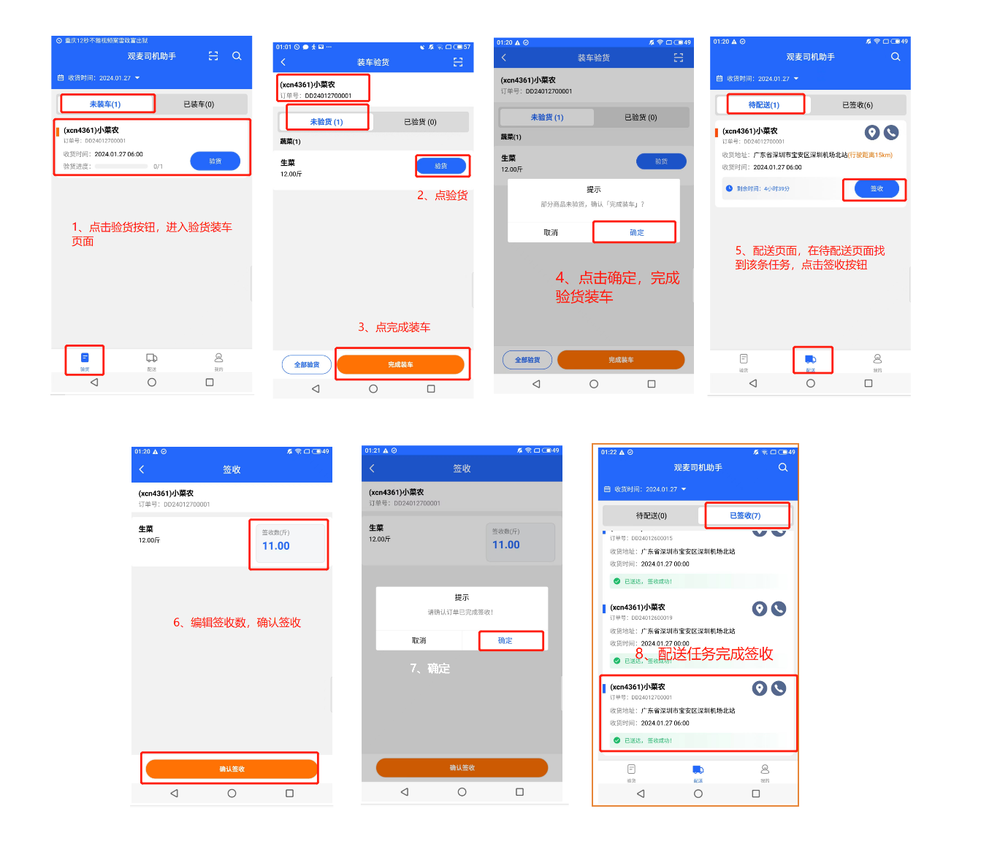 重庆12秒不雅视频案雷政富出狱
观麦司机助手
收货时间：2024.01.27
未装车(1)
已装车(0)
(xcn4361)小菜农
订单号：DD24012700001
收货时间：2024.01.27 06:00
验货进度：
0/1
验货
1、点击验货按钮，进入验货装车
页面
验货
配送
我的
01:01
57
装车验货
(xcn4361)小菜农
订单号：DD24012700001
未验货 (1)
已验货 (0)
蔬菜(1)
生菜
12.00斤
验货
2、点验货
3、点完成装车
全部验货
完成装车
01:20
49
装车验货
(xcn4361)小菜农
订单号：DD24012700001
未验货 (1)
已验货 (0)
蔬菜(1)
生菜
12.00斤
验货
提示
部分商品未验货，确认「完成装车」？
取消
确定
4、点击确定，完成
验货装车
全部验货
完成装车
01:20
49
观麦司机助手
收货时间：2024.01.27
待配送(1)
已签收(6)
(xcn4361)小菜农
订单号：DD24012700001
收货地址：广东省深圳市宝安区深圳机场北站(行驶距离15km)
收货时间：2024.01.27 06:00
剩余时间：4小时39分
签收
5、配送页面，在待配送页面找
到该条任务，点击签收按钮
验货
配送
我的
01:20
49
签收
(xcn4361)小菜农
订单号：DD24012700001
生菜
12.00斤
签收数(斤)
11.00
6、编辑签收数，确认签收
确认签收
01:21
49
签收
(xcn4361)小菜农
订单号：DD24012700001
生菜
12.00斤
签收数(斤)
11.00
提示
请确认订单已完成签收！
取消
确定
7、确定
确认签收
01:22
49
观麦司机助手
收货时间：2024.01.27
待配送(0)
已签收(7)
订单号：DD24012600015
收货地址：广东省深圳市宝安区深圳机场北站
收货时间：2024.01.27 00:00
已送达，签收成功！
(xcn4361)小菜农
订单号：DD24012600019
收货地址：广东省深圳市宝安区深圳机场北站
收货时间：2024.01.27 00:00
已送达，签收成功！
8、配送任务完成签收
(xcn4361)小菜农
订单号：DD24012700001
收货地址：广东省深圳市宝安区深圳机场北站
收货时间：2024.01.27 06:00
已送达，签收成功！
验货
配送
我的